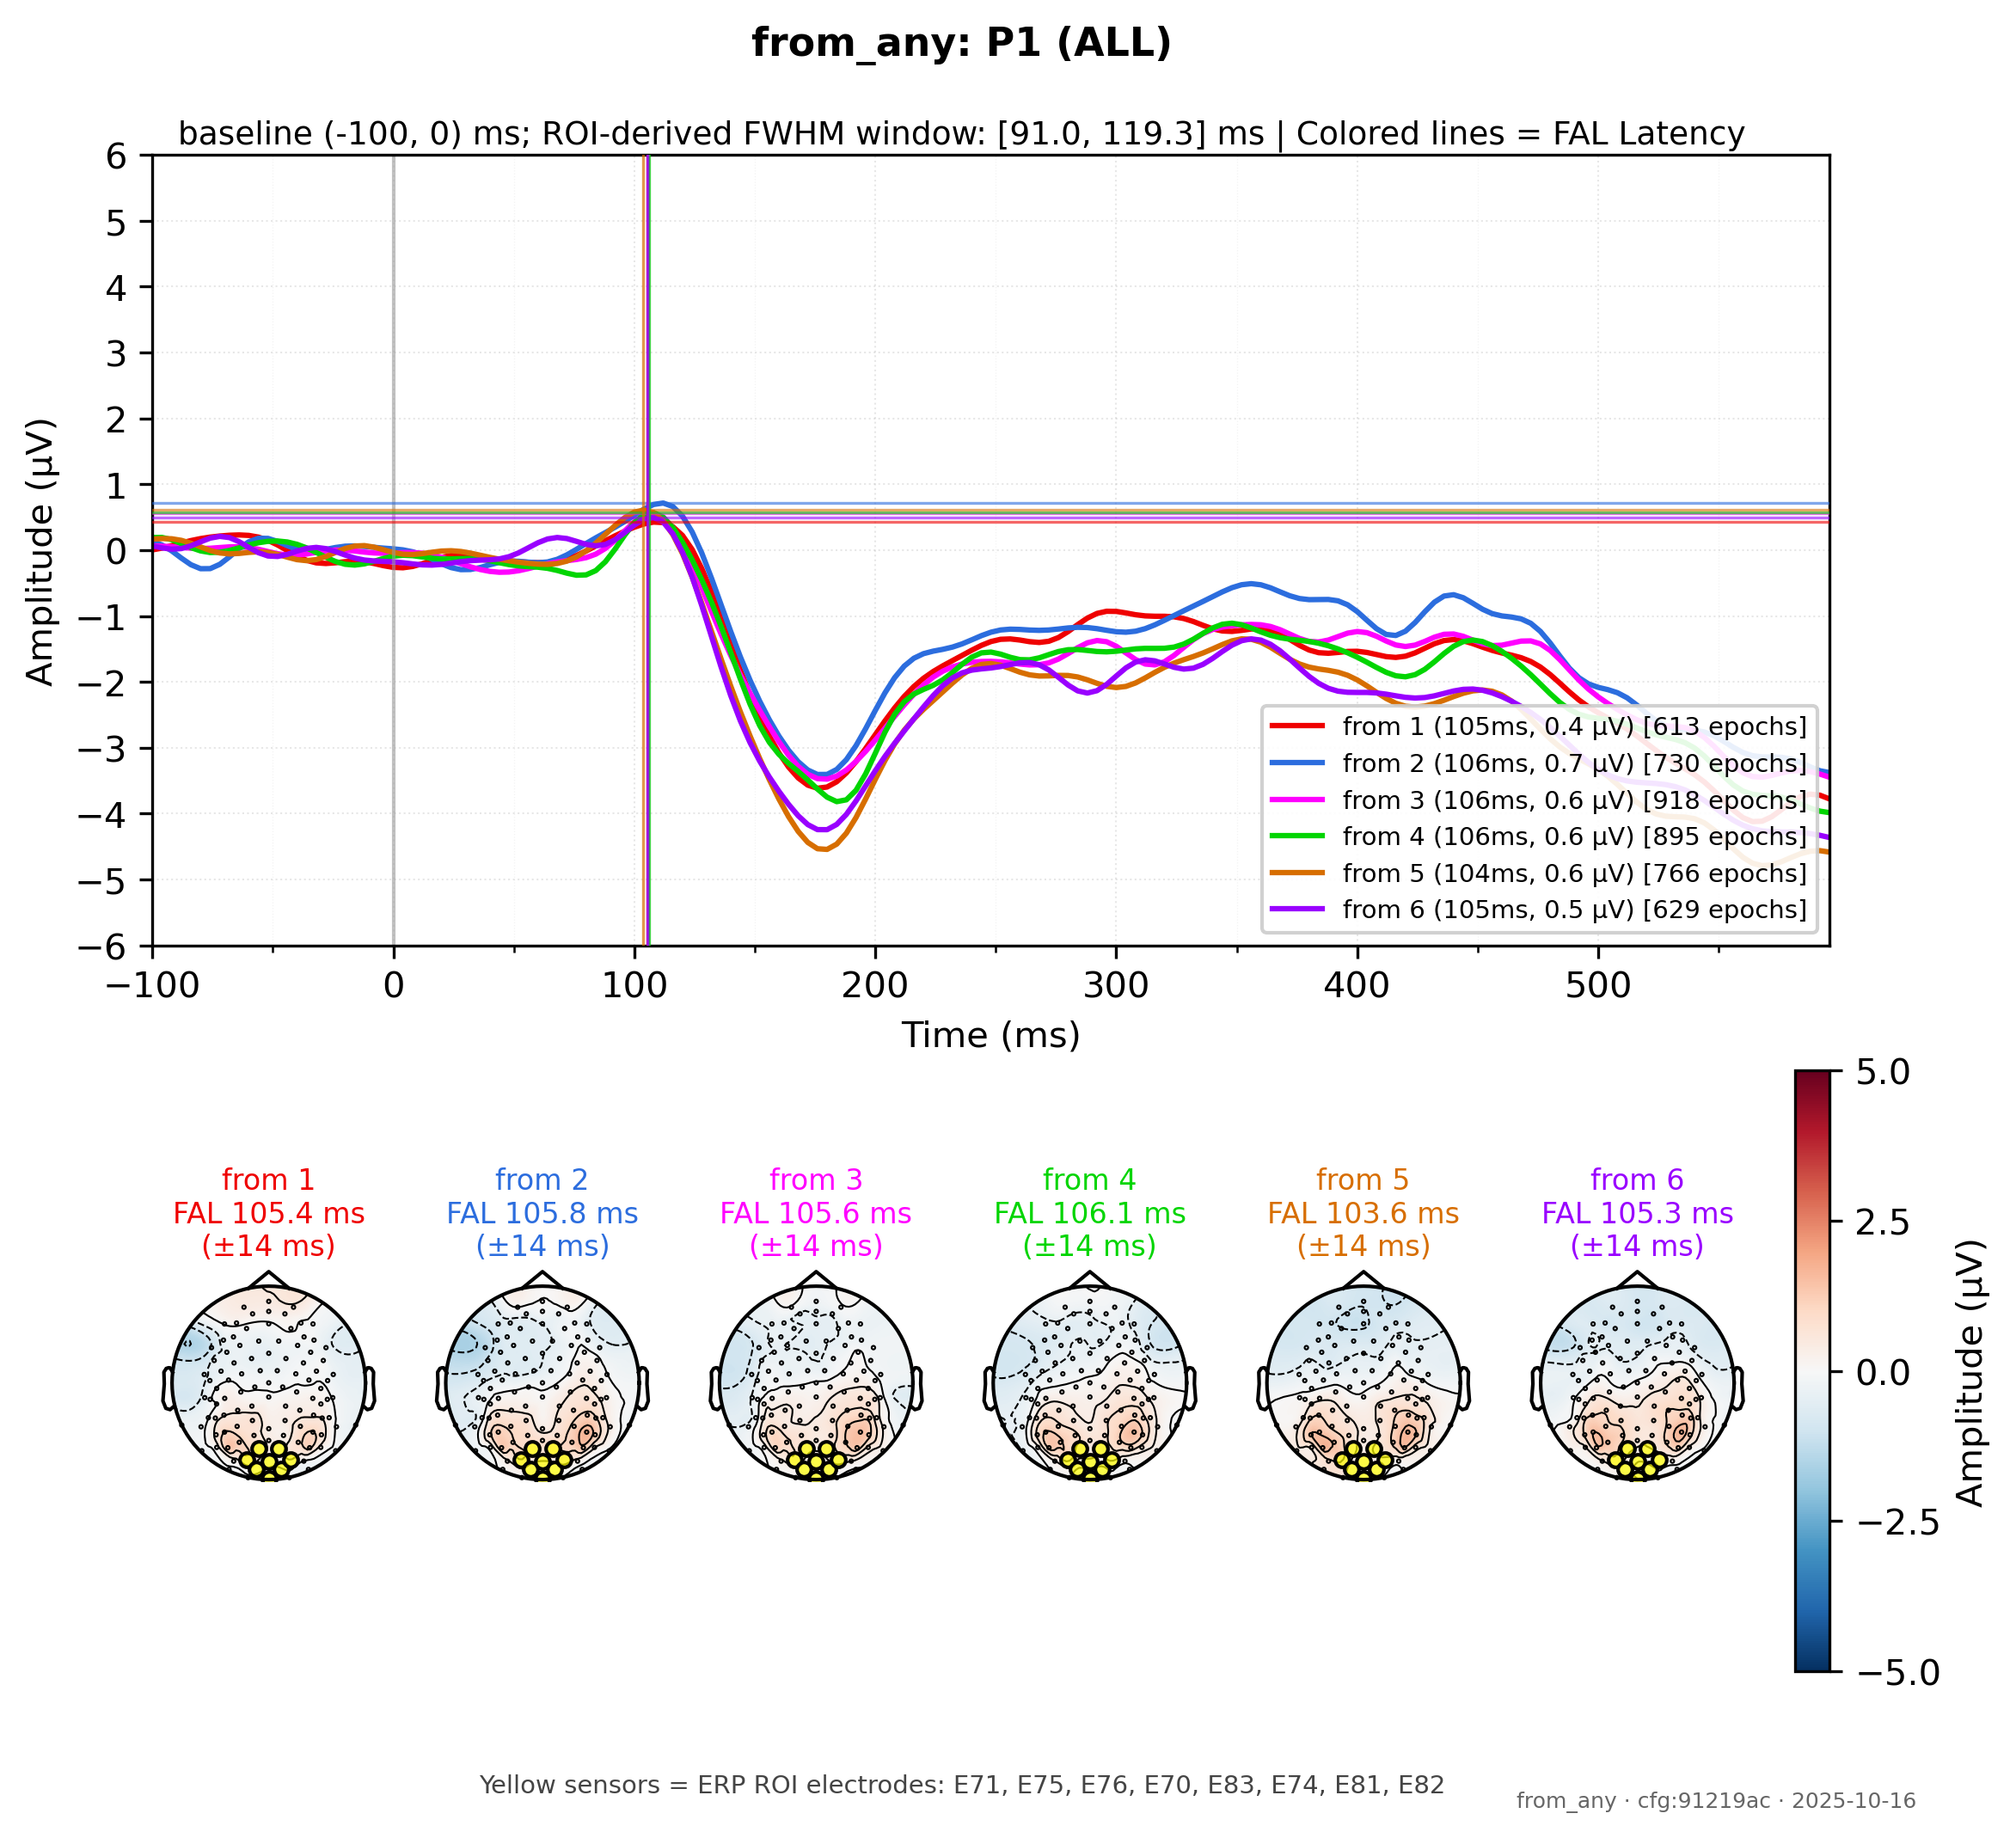 from_any: P1 (ALL)
baseline (-100, 0) ms; ROI-derived FWHM window: [91.0, 119.3] ms | Colored lines = FAL Latency
Amplitude (µV)
6
5
4
3
2
1
0
−1
−2
−3
−4
−5
−6
−100
0
100
200
300
400
500
Time (ms)
from 1 (105ms, 0.4 µV) [613 epochs]
from 2 (106ms, 0.7 µV) [730 epochs]
from 3 (106ms, 0.6 µV) [918 epochs]
from 4 (106ms, 0.6 µV) [895 epochs]
from 5 (104ms, 0.6 µV) [766 epochs]
from 6 (105ms, 0.5 µV) [629 epochs]
from 1
FAL 105.4 ms
(±14 ms)
from 2
FAL 105.8 ms
(±14 ms)
from 3
FAL 105.6 ms
(±14 ms)
from 4
FAL 106.1 ms
(±14 ms)
from 5
FAL 103.6 ms
(±14 ms)
from 6
FAL 105.3 ms
(±14 ms)
5.0
2.5
0.0
−2.5
−5.0
Amplitude (µV)
Yellow sensors = ERP ROI electrodes: E71, E75, E76, E70, E83, E74, E81, E82
from_any · cfg:91219ac · 2025-10-16